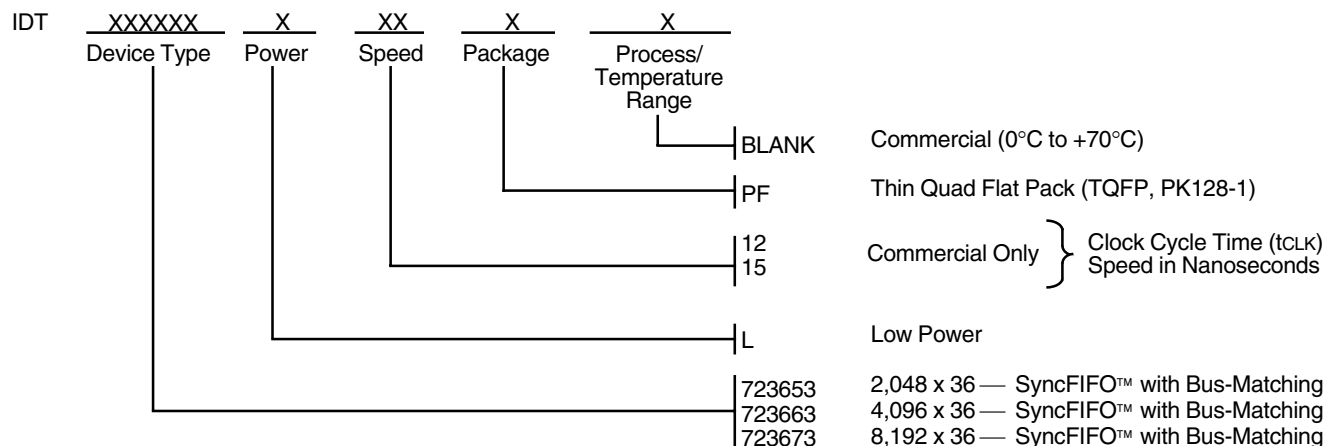 IDT XXXXXX X XX X X
Device Type Power Speed Package Process/
Temperature
Range
BLANK Commercial (0°C to +70°C)
PF Thin Quad Flat Pack (TQFP, PK128-1)
12
15
Commercial Only
Clock Cycle Time (tCLK)
Speed in Nanoseconds
L Low Power
723653 2,048 x 36 — SyncFIFO™ with Bus-Matching
723663 4,096 x 36 — SyncFIFO™ with Bus-Matching
723673 8,192 x 36 — SyncFIFO™ with Bus-Matching